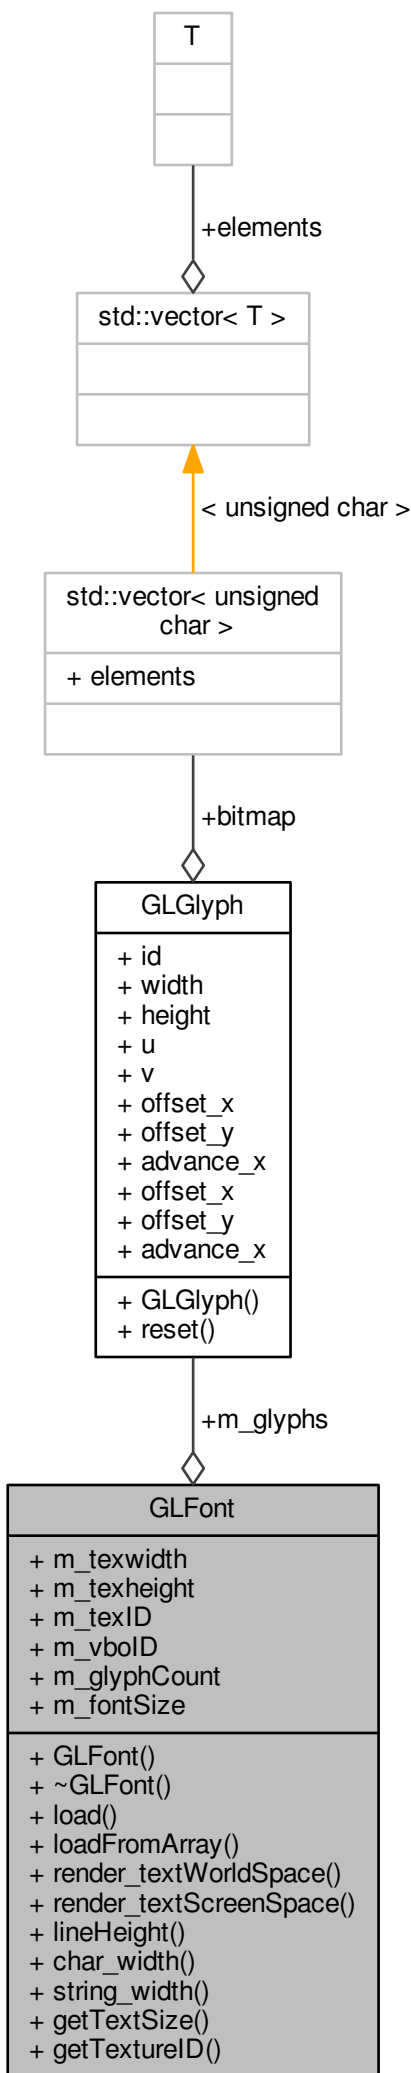 T
+elements
std::vector< T >
< unsigned char >
std::vector< unsigned
char >
+ elements
+bitmap
GLGlyph
+ id
+ width
+ height
+ u
+ v
+ offset_x
+ offset_y
+ advance_x
+ offset_x
+ offset_y
+ advance_x
+ GLGlyph()
+ reset()
+m_glyphs
GLFont
+ m_texwidth
+ m_texheight
+ m_texID
+ m_vboID
+ m_glyphCount
+ m_fontSize
+ GLFont()
+ ~GLFont()
+ load()
+ loadFromArray()
+ render_textWorldSpace()
+ render_textScreenSpace()
+ lineHeight()
+ char_width()
+ string_width()
+ getTextSize()
+ getTextureID()